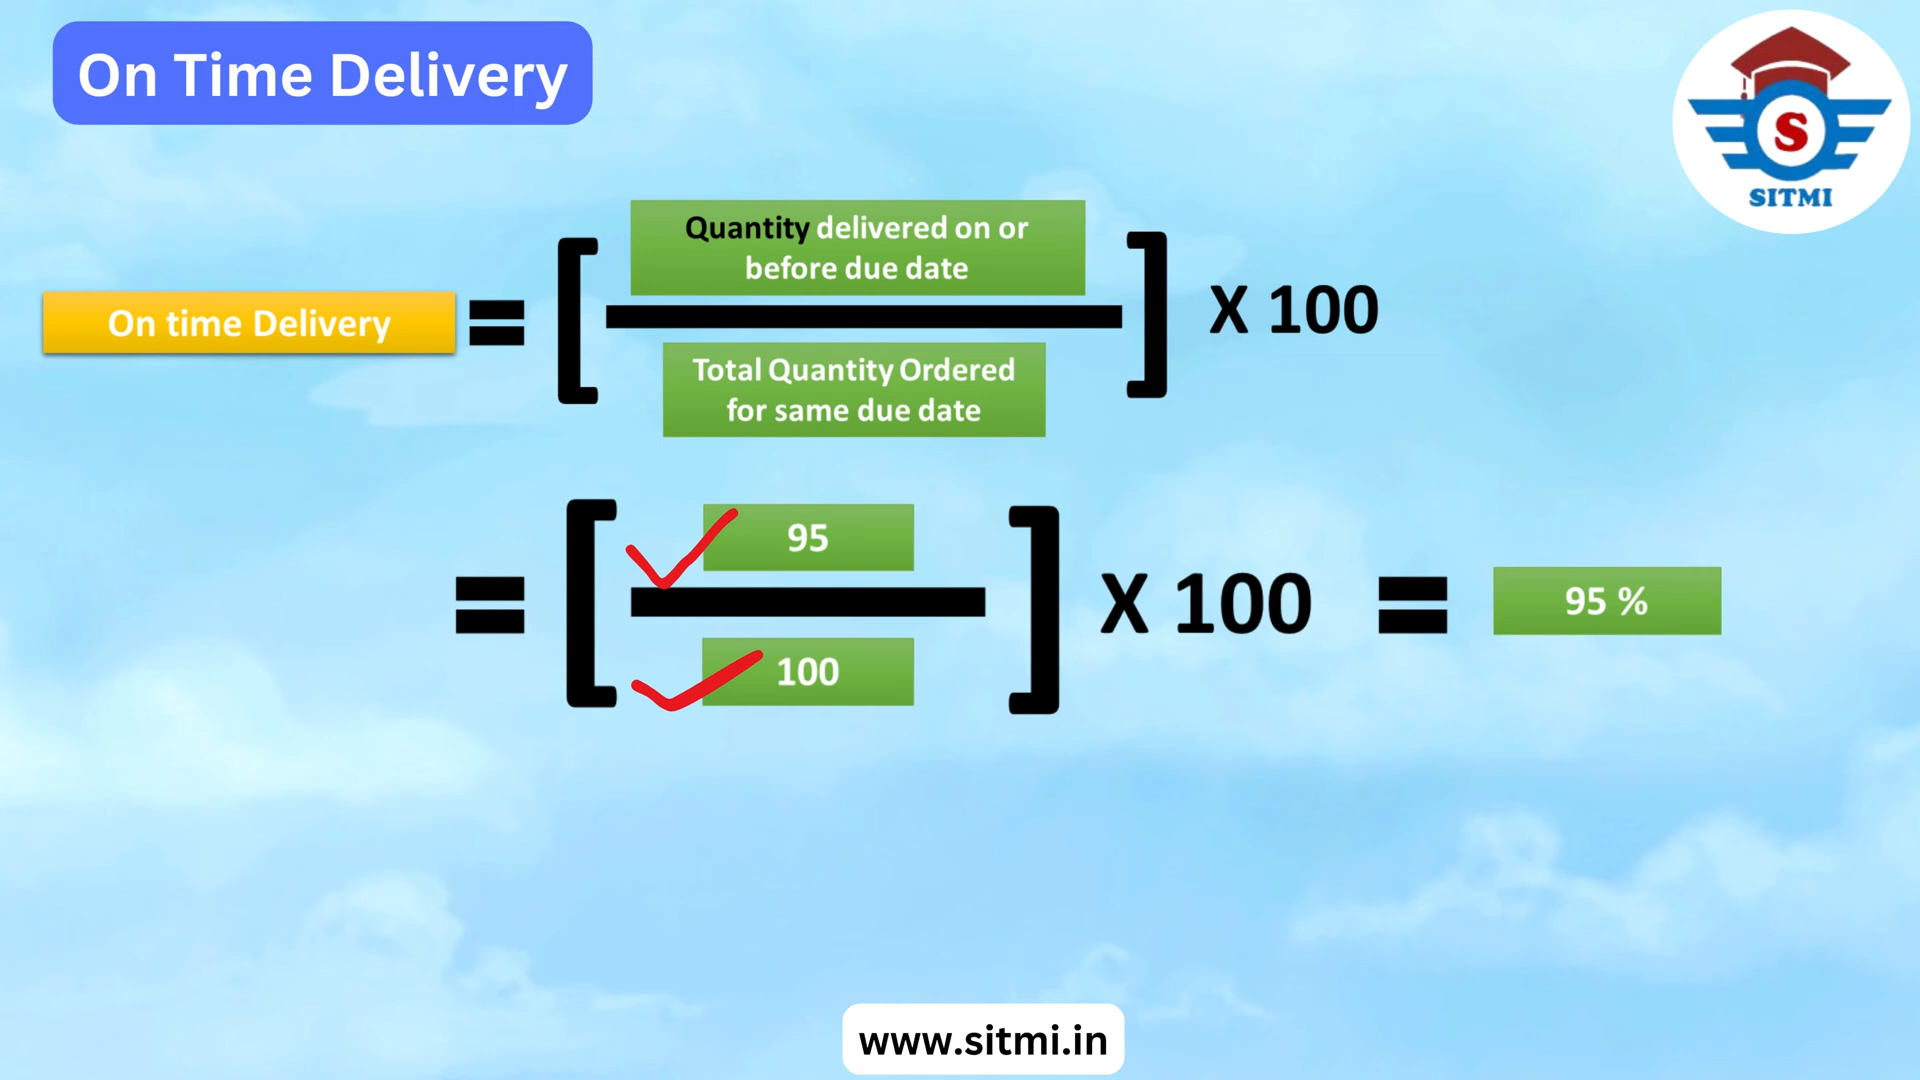 On Time Delivery
S
SITMI
Quantity delivered on or
before due date
On time Delivery = [ ] X 100
Total Quantity Ordered
for same due date
95
= [ ] X 100 = 95 %
100
www.sitmi.in